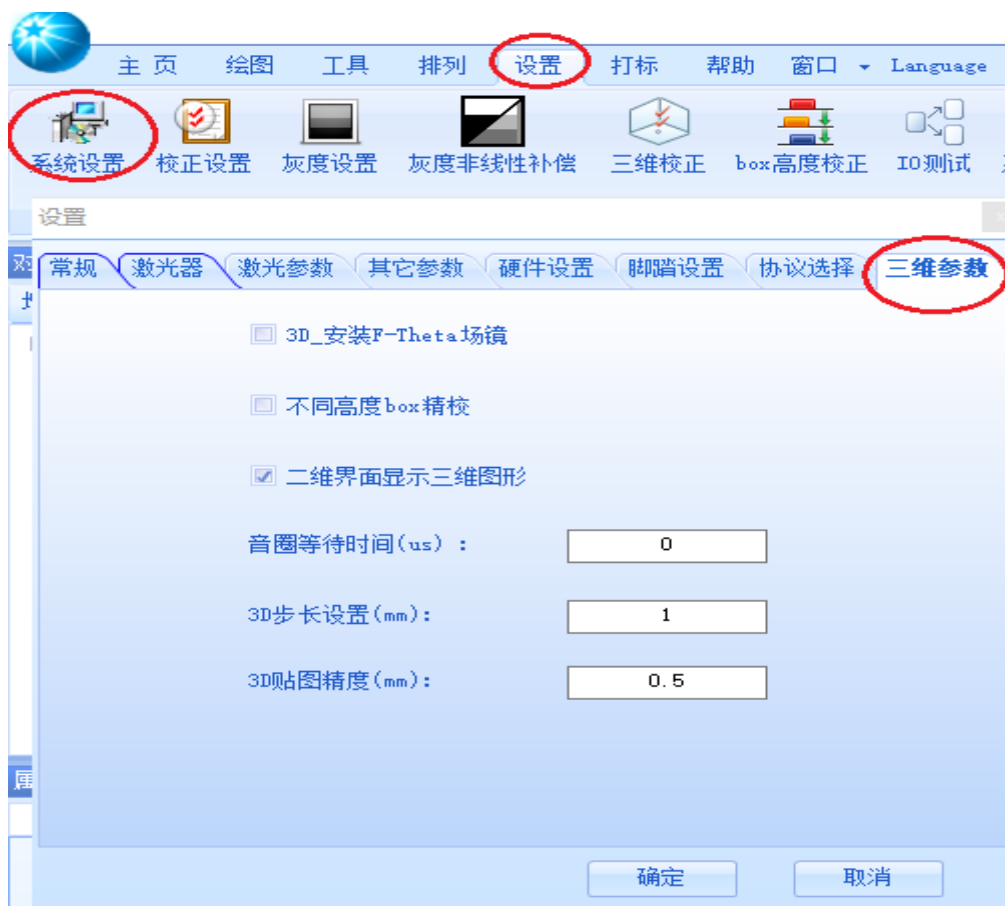 主 页 绘图 工具 排列 设置 打标 帮助 窗口 Language
系统设置 校正设置 灰度设置 灰度非线性补偿 三维校正 box高度校正 IO测试
设置
常规 激光器 激光参数 其它参数 硬件设置 脚踏设置 协议选择 三维参数
3D_安装F-Theta场镜
不同高度box精校
二维界面显示三维图形
音圈等待时间(us) : 0
3D步长设置(mm): 1
3D贴图精度(mm): 0.5
确定 取消